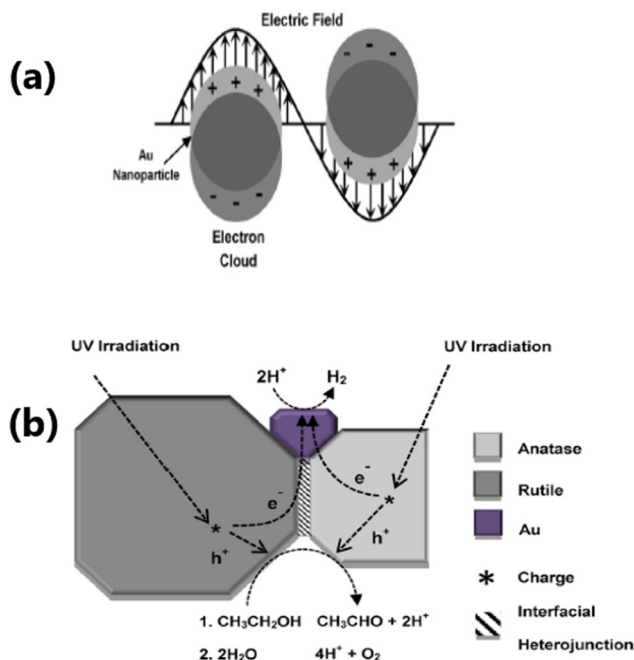 (a)
Electric Field
- - -
+ + +
Au
Nanoparticle
+ + +
- - -
Electron
Cloud
(b)
UV Irradiation
UV Irradiation
2H⁺ H₂
e⁻
e⁻
*
*
h⁺
h⁺
1. CH₃CH₂OH CH₃CHO + 2H⁺
2. 2H₂O 4H⁺ + O₂
Anatase
Rutile
Au
* Charge
Interfacial
Heterojunction